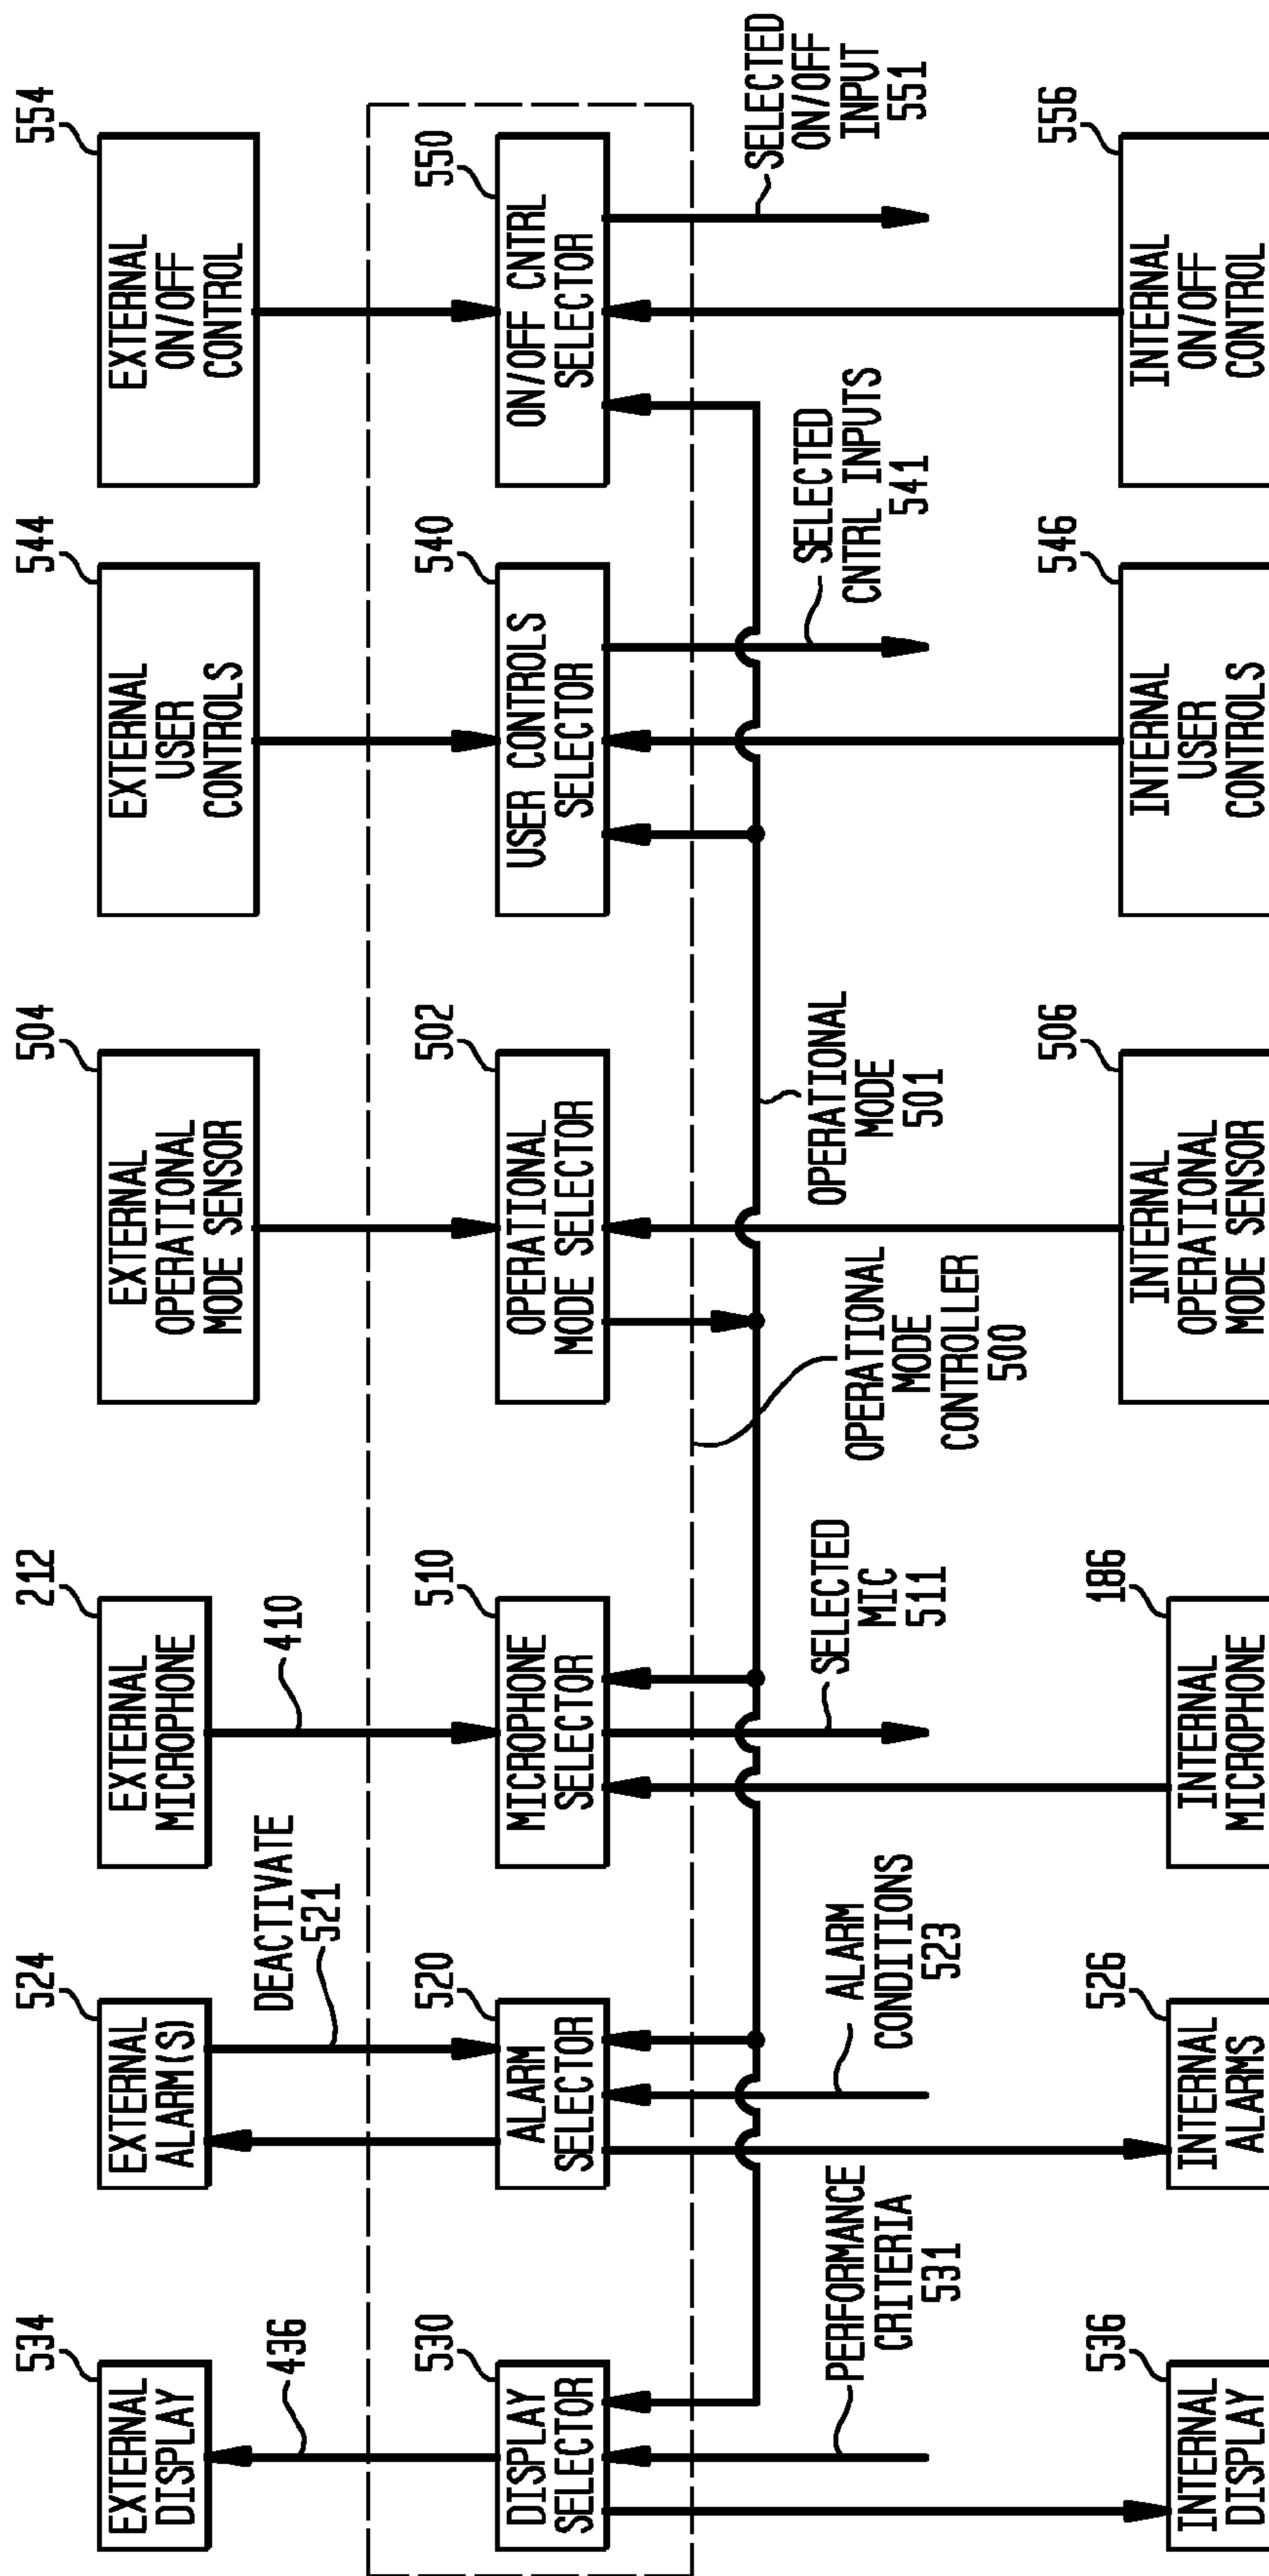 534
EXTERNAL
DISPLAY
524
EXTERNAL
ALARM(S)
212
EXTERNAL
MICROPHONE
504
EXTERNAL
OPERATIONAL
MODE SENSOR
544
EXTERNAL
USER
CONTROLS
554
EXTERNAL
ON/OFF
CONTROL
436
DEACTIVATE
521
410
530
DISPLAY
SELECTOR
520
ALARM
SELECTOR
510
MICROPHONE
SELECTOR
502
OPERATIONAL
MODE SELECTOR
540
USER CONTROLS
SELECTOR
550
ON/OFF CNTRL
SELECTOR
PERFORMANCE
CRITERIA
531
ALARM
CONDITIONS
523
SELECTED
MIC
511
OPERATIONAL
MODE
CONTROLLER
500
OPERATIONAL
MODE
501
SELECTED
CNTRL INPUTS
541
SELECTED
ON/OFF
INPUT
551
536
INTERNAL
DISPLAY
526
INTERNAL
ALARMS
186
INTERNAL
MICROPHONE
506
INTERNAL
OPERATIONAL
MODE SENSOR
546
INTERNAL
USER
CONTROLS
556
INTERNAL
ON/OFF
CONTROL